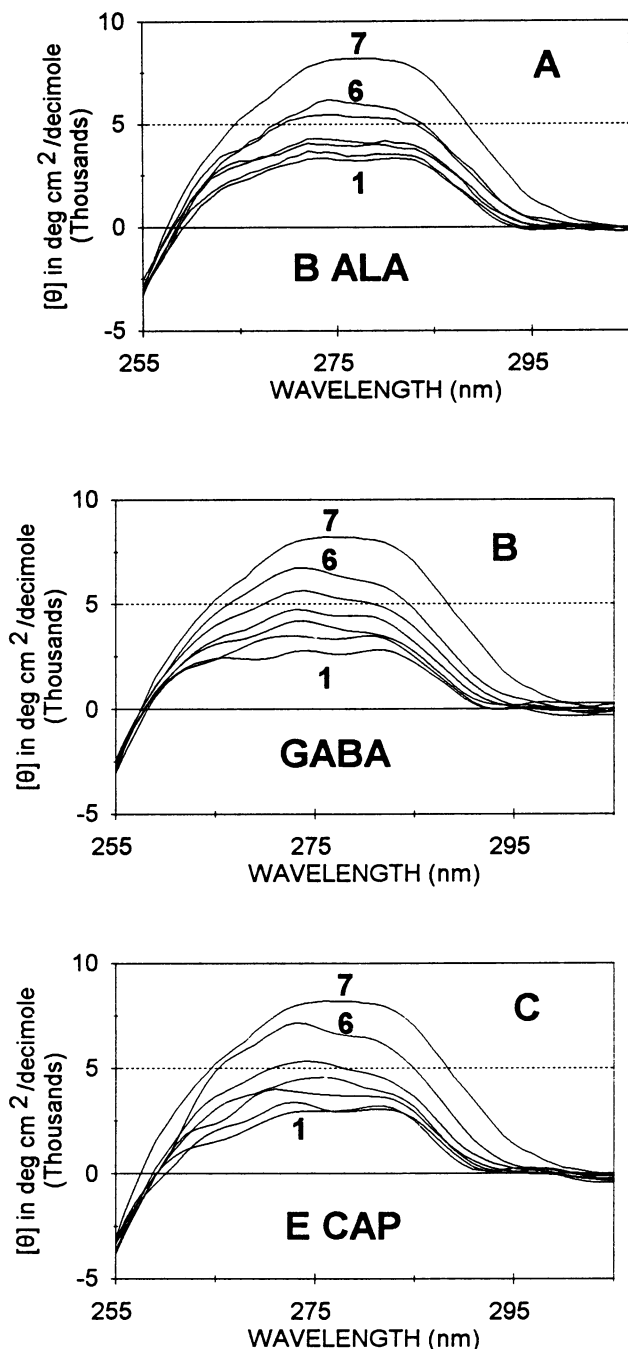 10
5
0
-5
[θ] in deg cm 2 /decimole
(Thousands)
7
6
1
A
B ALA
255
275
295
WAVELENGTH (nm)
10
5
0
-5
[θ] in deg cm 2 /decimole
(Thousands)
7
6
1
B
GABA
255
275
295
WAVELENGTH (nm)
10
5
0
-5
[θ] in deg cm 2 /decimole
(Thousands)
7
6
1
C
E CAP
255
275
295
WAVELENGTH (nm)